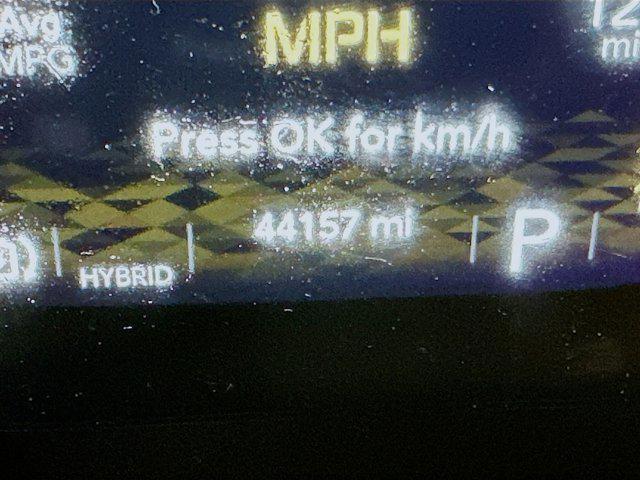 Avg
MPG
MPH
12
mi
Press OK for km/h
44157 mi
HYBRID
P